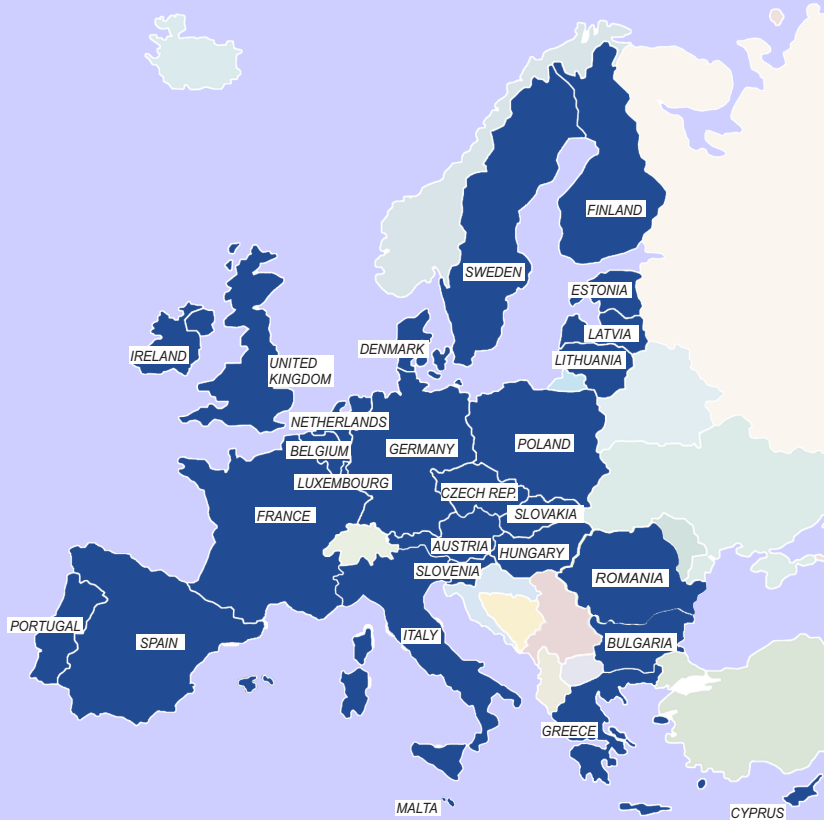 FINLAND
SWEDEN
ESTONIA
LATVIA
DENMARK
IRELAND
LITHUANIA
UNITED
KINGDOM
NETHERLANDS
POLAND
BELGIUM
GERMANY
LUXEMBOURG
CZECH REP.
FRANCE
SLOVAKIA
AUSTRIA
HUNGARY
SLOVENIA
ROMANIA
PORTUGAL
ITALY
SPAIN
BULGARIA
GREECE
MALTA
CYPRUS